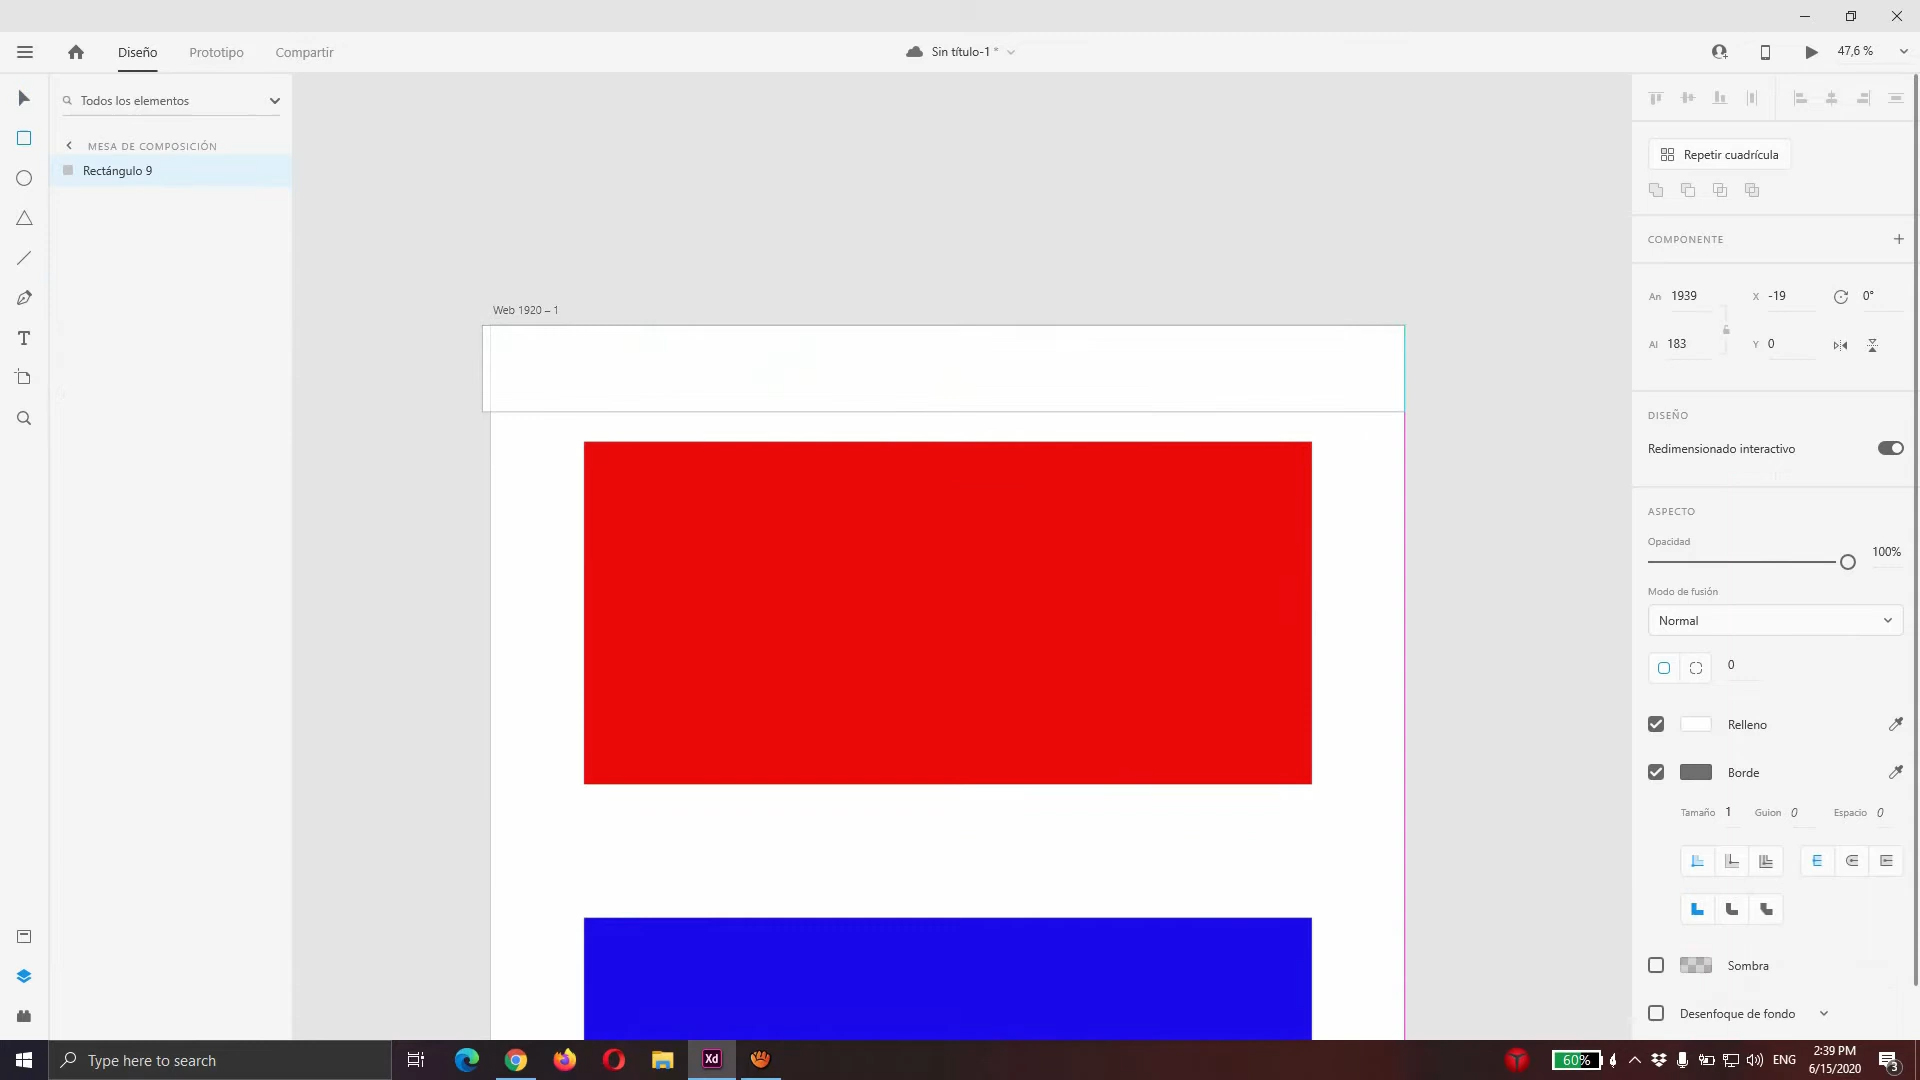 Diseño
Prototipo
Compartir
Sin título-1 *
47,6 %
Todos los elementos
MESA DE COMPOSICIÓN
Rectángulo 9
Web 1920 – 1
Repetir cuadrícula
COMPONENTE
An 1939
X -19
0°
Al 183
Y 0
DISEÑO
Redimensionado interactivo
ASPECTO
Opacidad
100%
Modo de fusión
Normal
0
Relleno
Borde
Tamaño 1
Guion 0
Espacio 0
Sombra
Desenfoque de fondo
Type here to search
Xd
60%
ENG
2:39 PM
6/15/2020
3